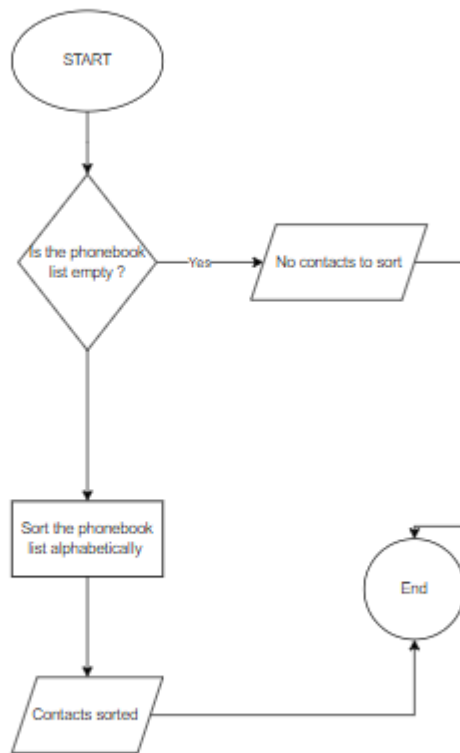 START
Is the phonebook
list empty ?
Yes
No contacts to sort
Sort the phonebook
list alphabetically
End
Contacts sorted